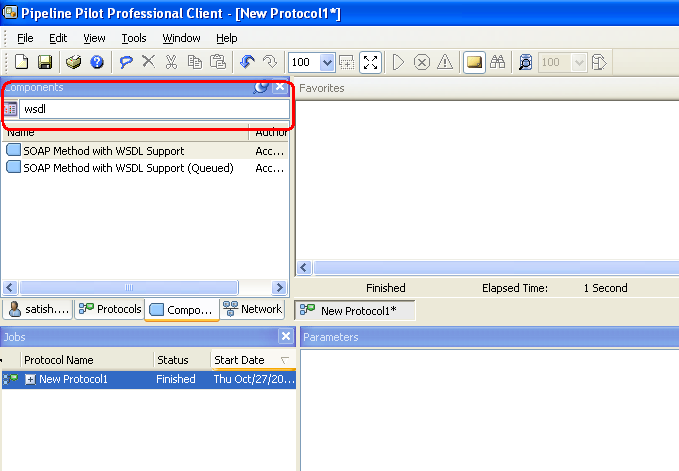 Pipeline Pilot Professional Client - [New Protocol1*]
File Edit View Tools Window Help
100 100
Components
Favorites
wsdl
Name Author
SOAP Method with WSDL Support Acc...
SOAP Method with WSDL Support (Queued) Acc...
Finished Elapsed Time: 1 Second
satish.... Protocols Compo... Network
New Protocol1*
Jobs
Parameters
Protocol Name Status Start Date
New Protocol1 Finished Thu Oct/27/20...